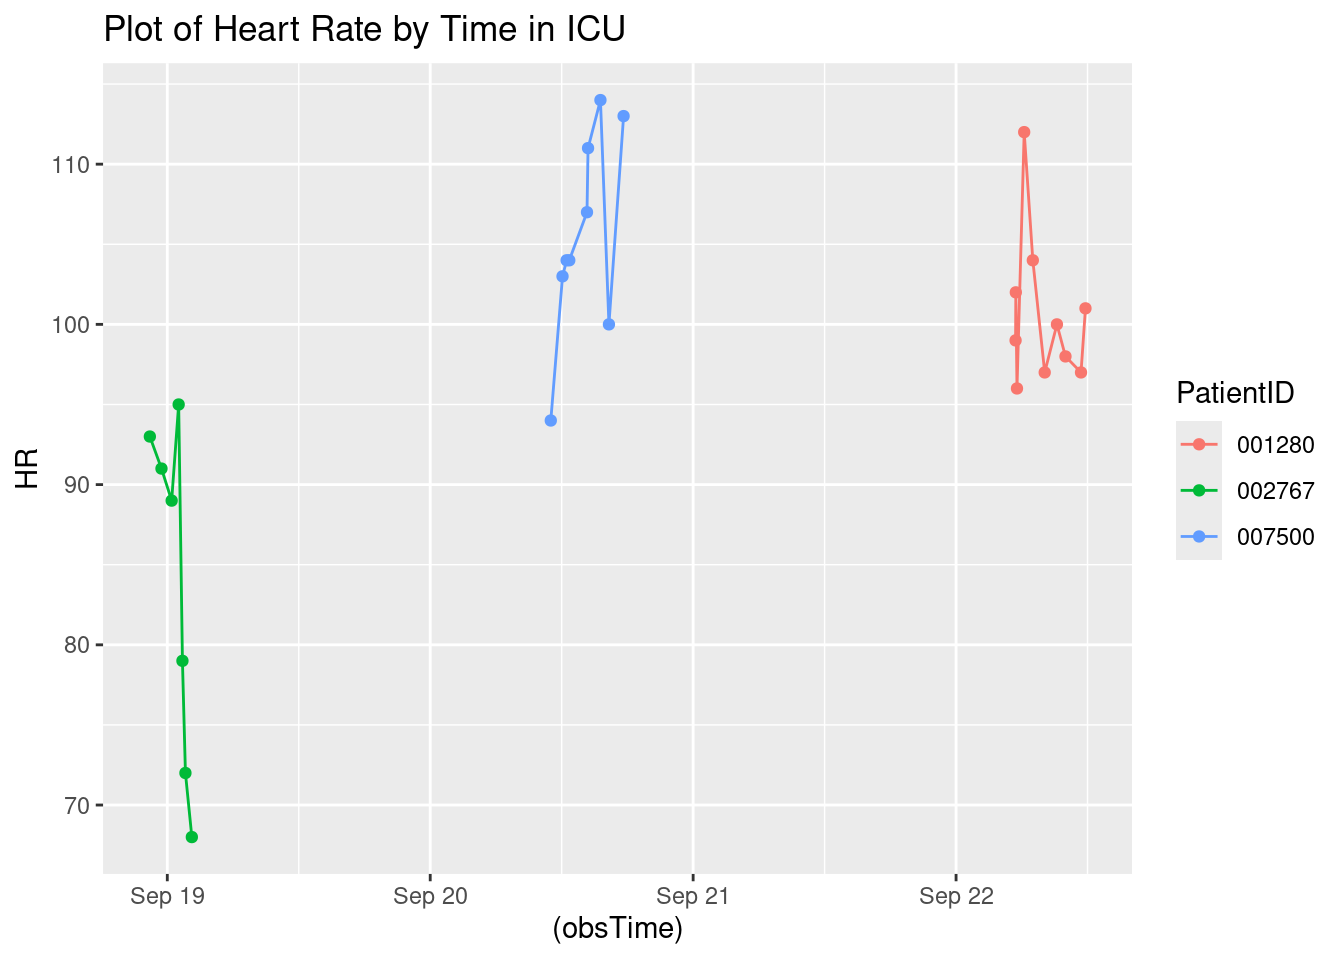 Plot of Heart Rate by Time in ICU
110
100
90
80
70
HR
Sep 19
Sep 20
Sep 21
Sep 22
(obsTime)
PatientID
001280
002767
007500